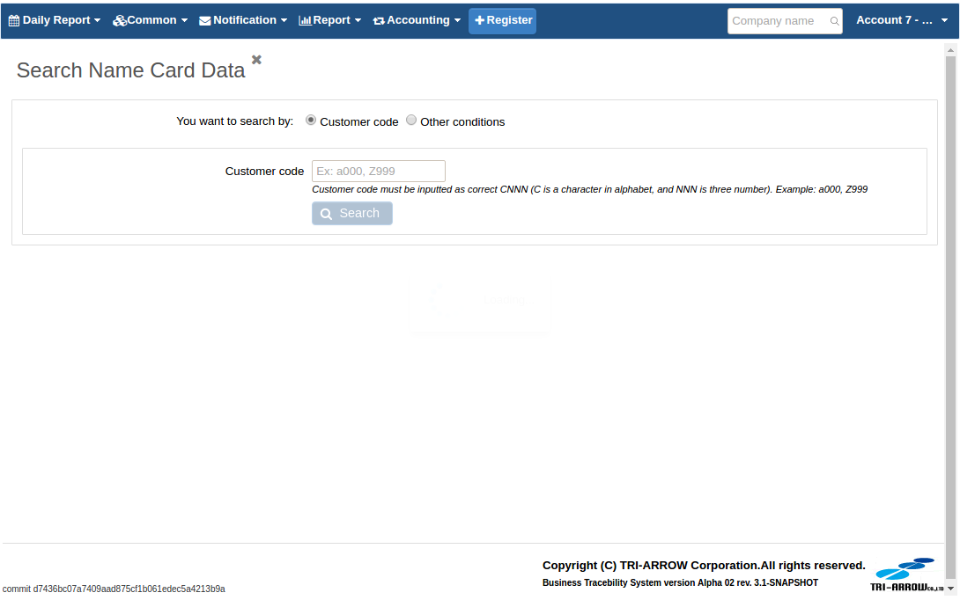 Daily Report Common Notification Report Accounting Register Company name Account 7 - ...
Search Name Card Data
You want to search by: Customer code Other conditions
Customer code Ex: a000, Z999
Customer code must be inputted as correct CNNN (C is a character in alphabet, and NNN is three number). Example: a000, Z999
Search
Copyright (C) TRI-ARROW Corporation.All rights reserved.
Business Tracebility System version Alpha 02 rev. 3.1-SNAPSHOT
TRI-ARROW CO.,LTD
commit d7436bc07a7409aad875cf1b061edec5a4213b9a